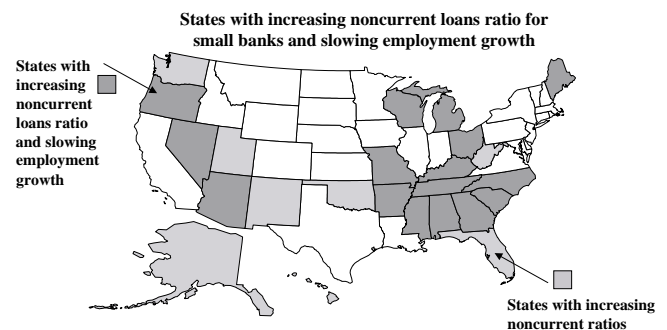 States with increasing noncurrent loans ratio for
small banks and slowing employment growth
States with
increasing
noncurrent
loans ratio
and slowing
employment
growth
States with increasing
noncurrent ratios